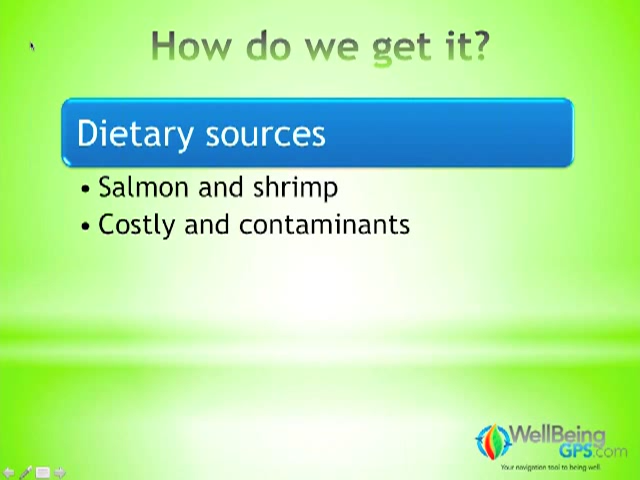 How do we get it?
Dietary sources
• Salmon and shrimp
• Costly and contaminants
WellBeing
GPS.com
Your navigation tool to being well.